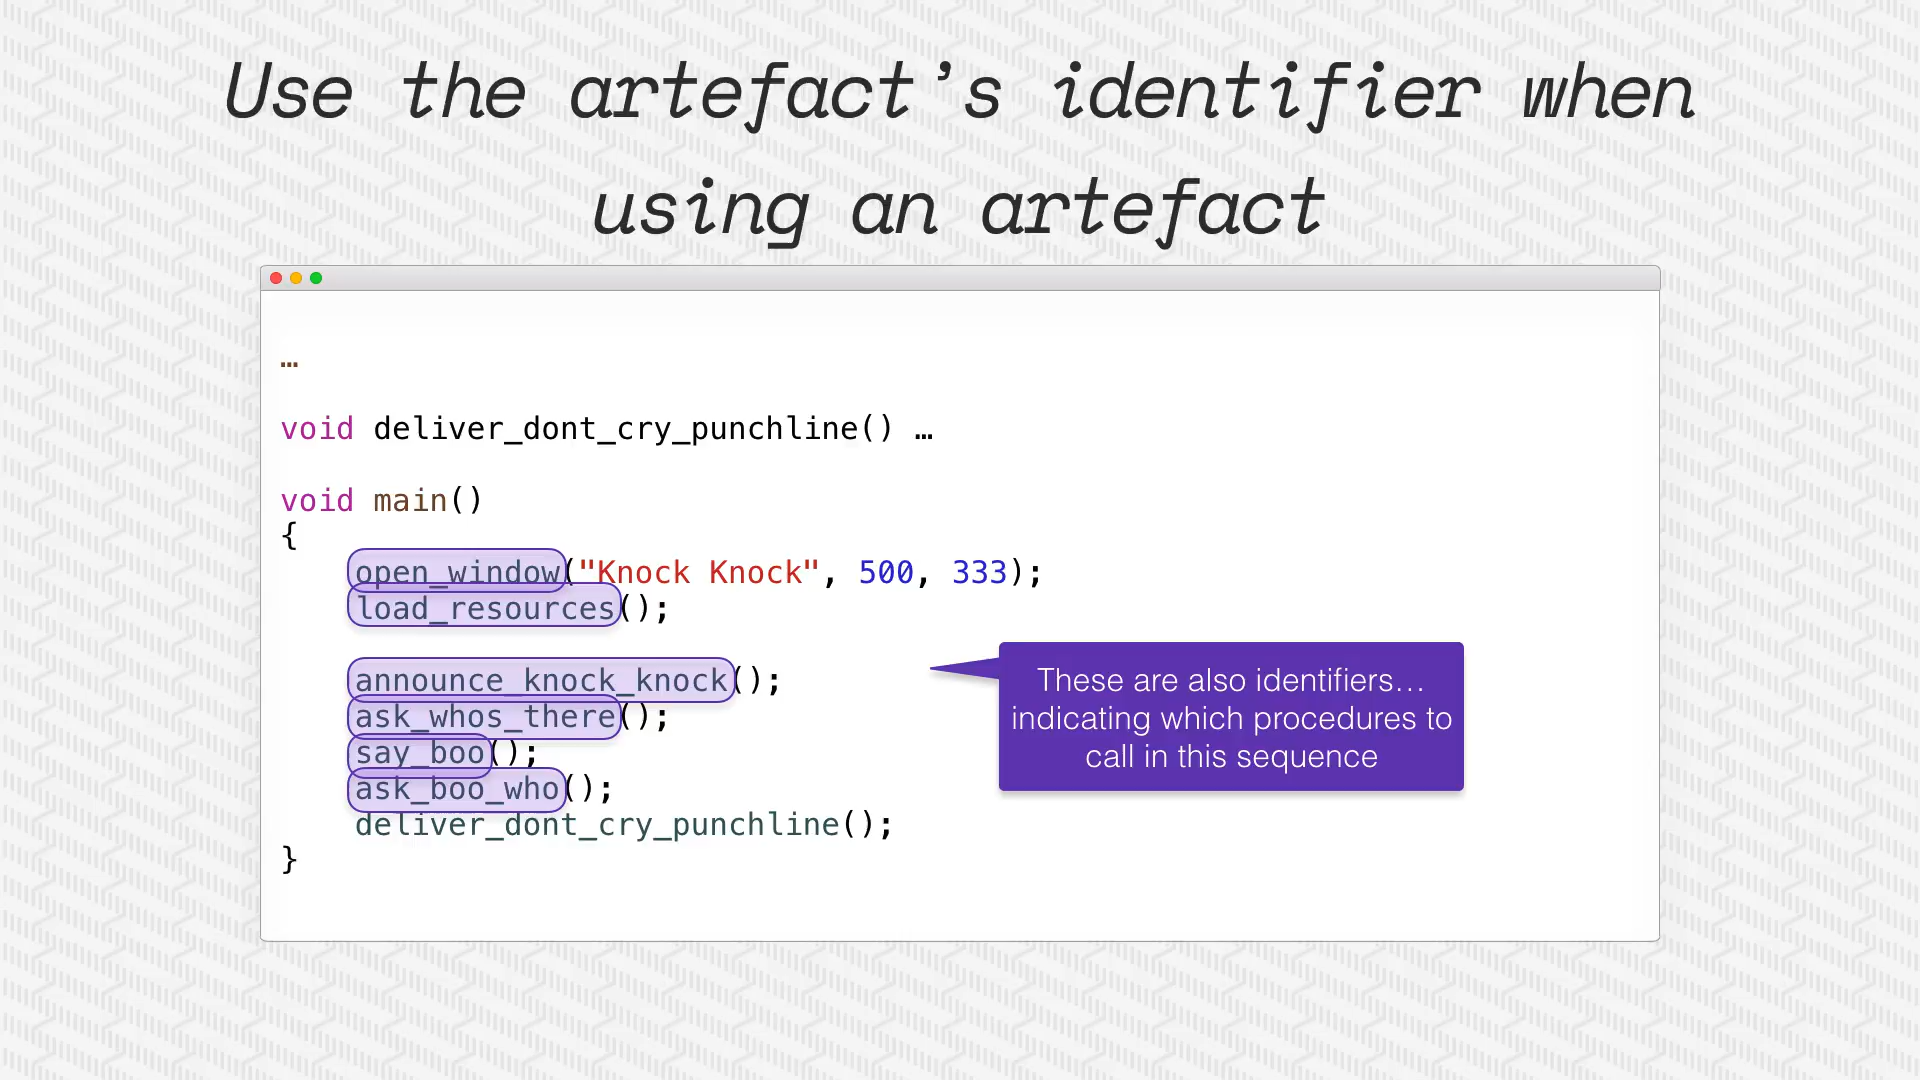 Use the artefact’s identifier when
using an artefact
…
void deliver_dont_cry_punchline() …
void main()
{
open_window("Knock Knock", 500, 333);
load_resources();
announce_knock_knock();
ask_whos_there();
say_boo();
ask_boo_who();
deliver_dont_cry_punchline();
}
These are also identifiers…
indicating which procedures to
call in this sequence